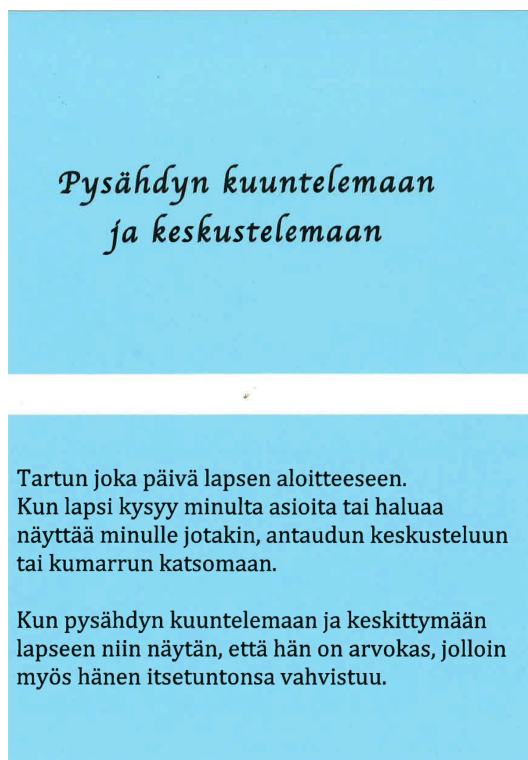 Pysähdyn kuuntelemaan
ja keskustelemaan
Tartun joka päivä lapsen aloitteeseen.
Kun lapsi kysyy minulta asioita tai haluaa
näyttää minulle jotakin, antaudun keskusteluun
tai kumarrun katsomaan.
Kun pysähdyn kuuntelemaan ja keskittymään
lapseen niin näytän, että hän on arvokas, jolloin
myös hänen itsetuntonsa vahvistuu.